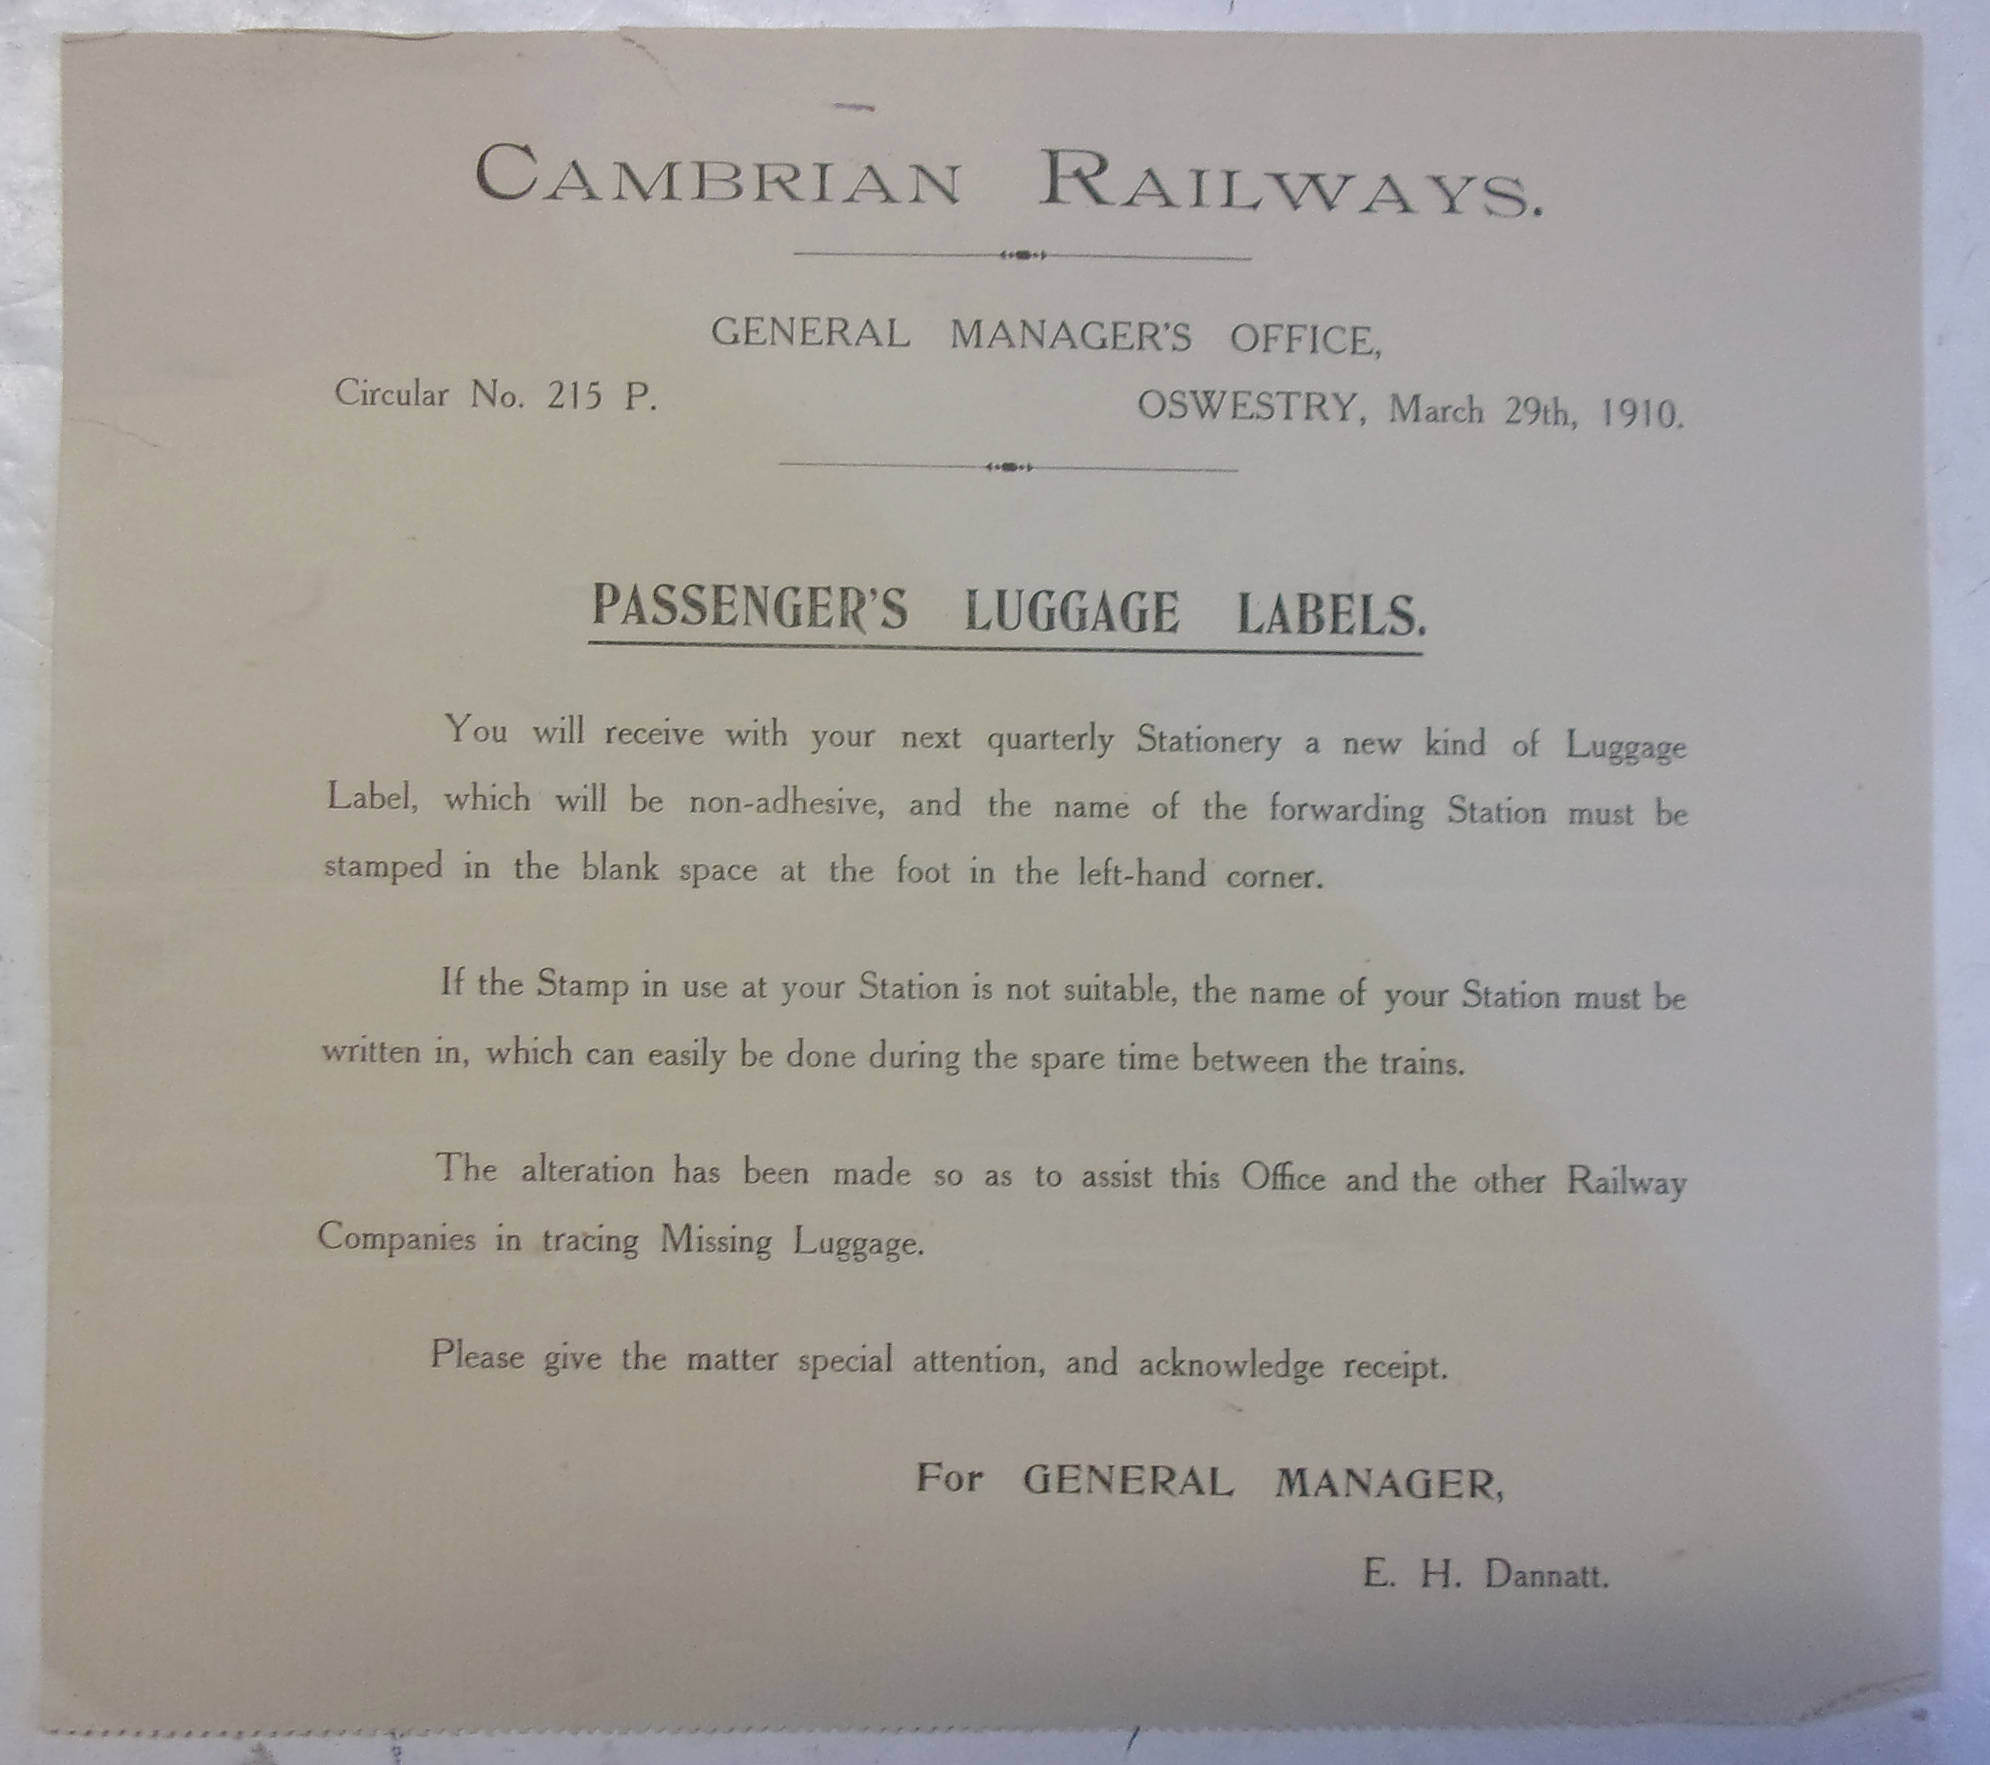 CAMBRIAN RAILWAYS.
GENERAL MANAGER'S OFFICE,
Circular No. 215 P.
OSWESTRY, March 29th, 1910.
PASSENGER'S LUGGAGE LABELS.
You will receive with your next quarterly Stationery a new kind of Luggage
Label, which will be non-adhesive, and the name of the forwarding Station must be
stamped in the blank space at the foot in the left-hand corner.
If the Stamp in use at your Station is not suitable, the name of your Station must be
written in, which can easily be done during the spare time between the trains.
The alteration has been made so as to assist this Office and the other Railway
Companies in tracing Missing Luggage.
Please give the matter special attention, and acknowledge receipt.
For GENERAL MANAGER,
E. H. Dannatt.